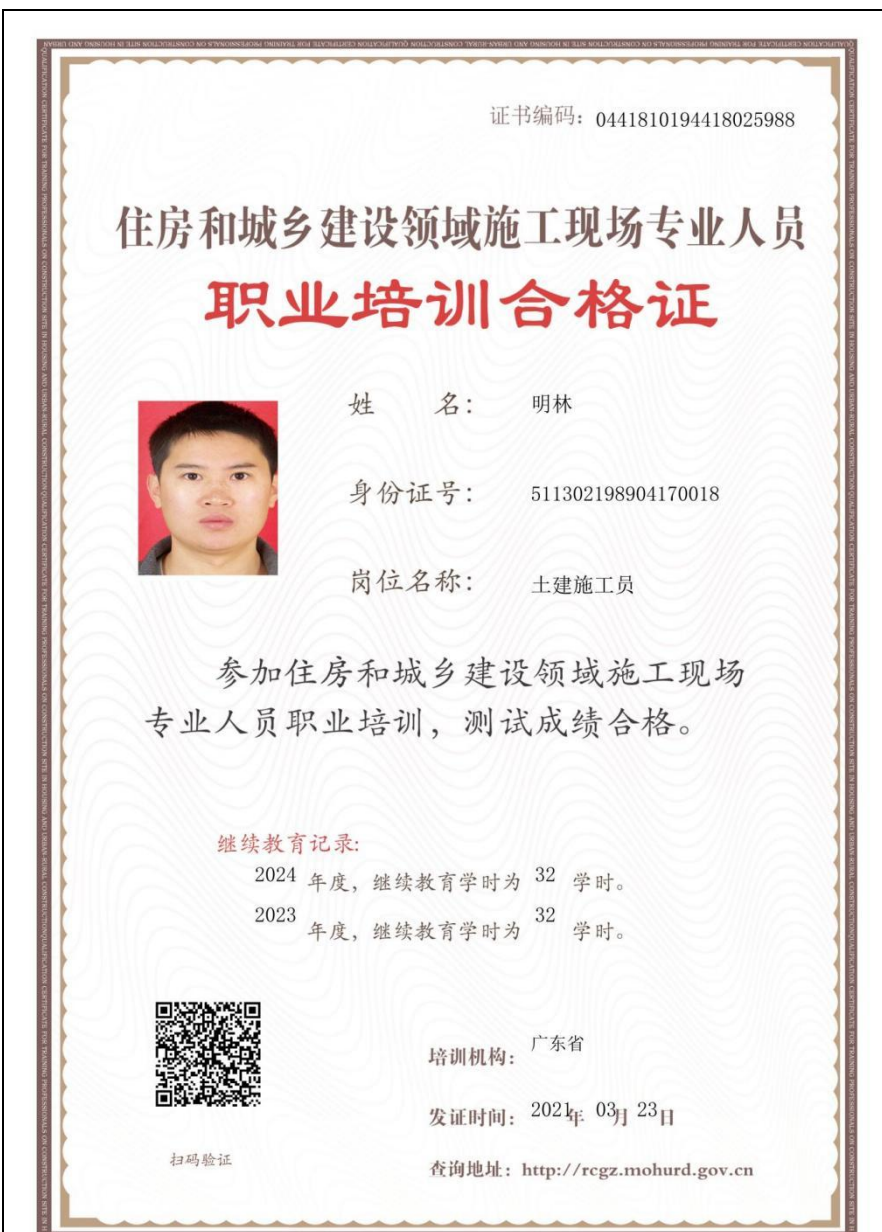 证书编码：0441810194418025988
住房和城乡建设领域施工现场专业人员
职业培训合格证
姓 名： 明林
身份证号： 511302198904170018
岗位名称： 土建施工员
参加住房和城乡建设领域施工现场
专业人员职业培训，测试成绩合格。
继续教育记录:
2024 年度，继续教育学时为 32 学时。
2023 年度，继续教育学时为 32 学时。
培训机构： 广东省
发证时间： 2021年 03月 23日
扫码验证
查询地址：http://rcgz.mohurd.gov.cn